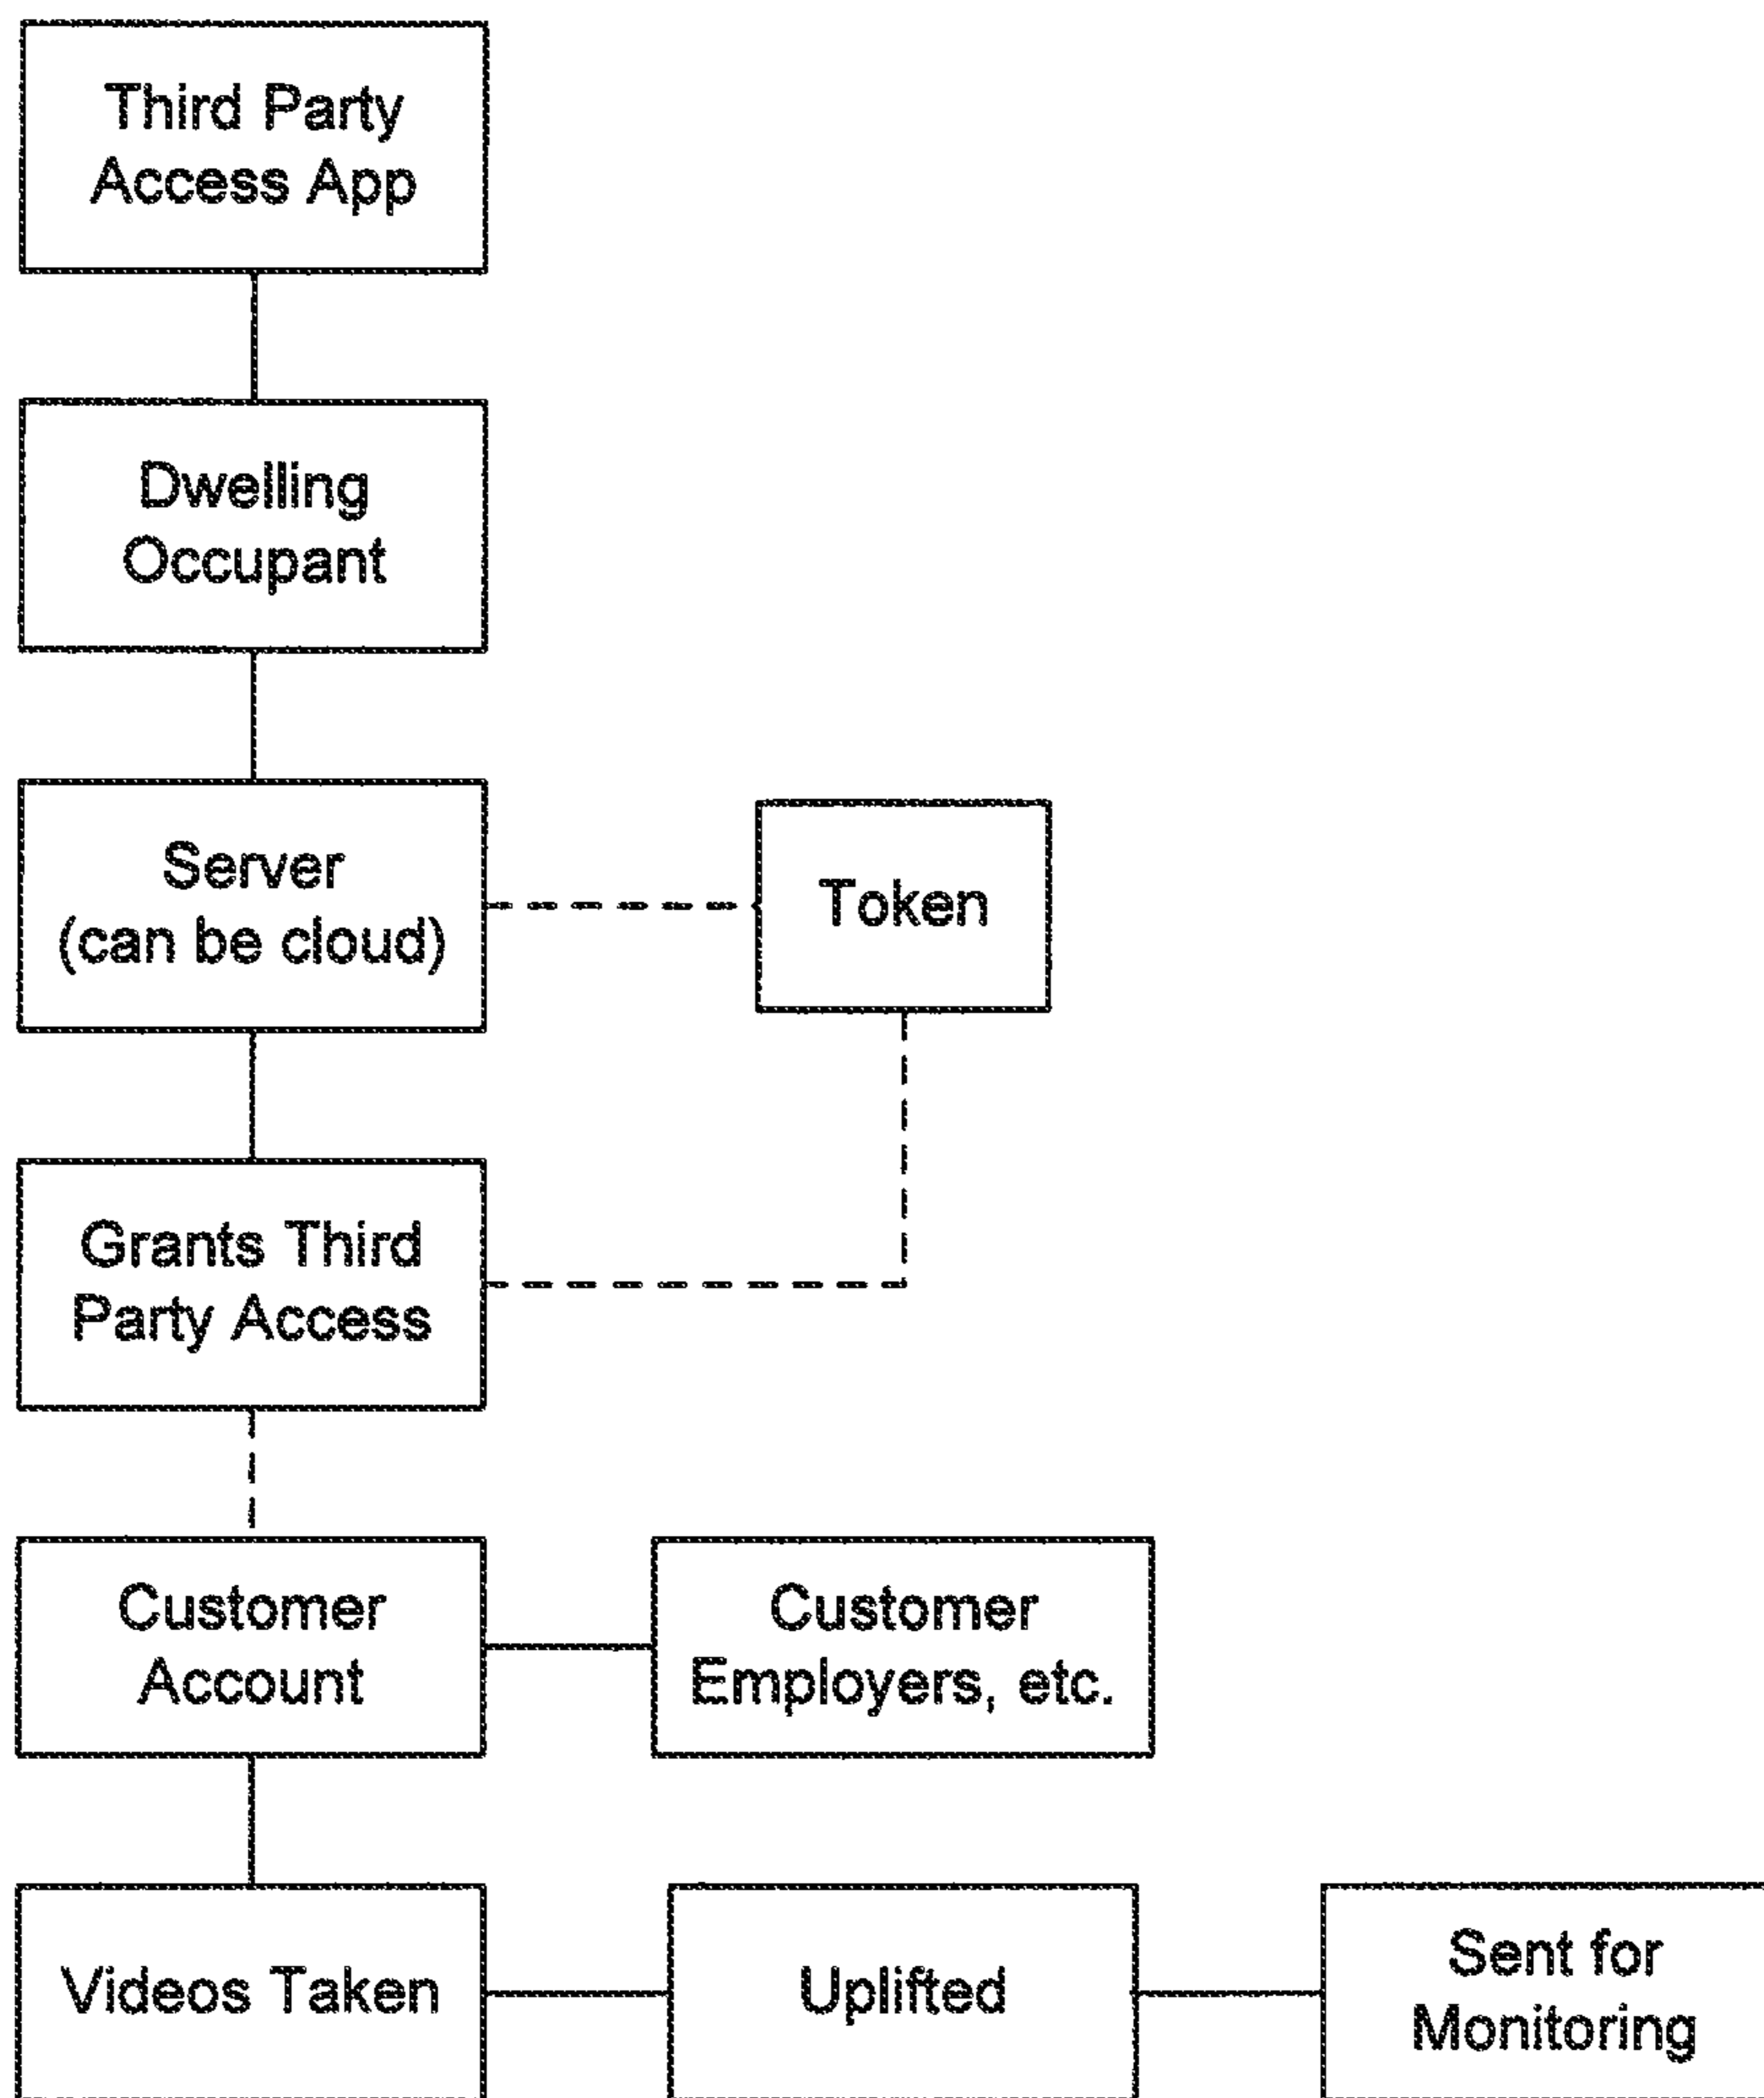 Third Party
Access App
Dwelling
Occupant
Server
(can be cloud)
Token
Grants Third
Party Access
Customer
Account
Customer
Employers, etc.
Videos Taken
Uplifted
Sent for
Monitoring